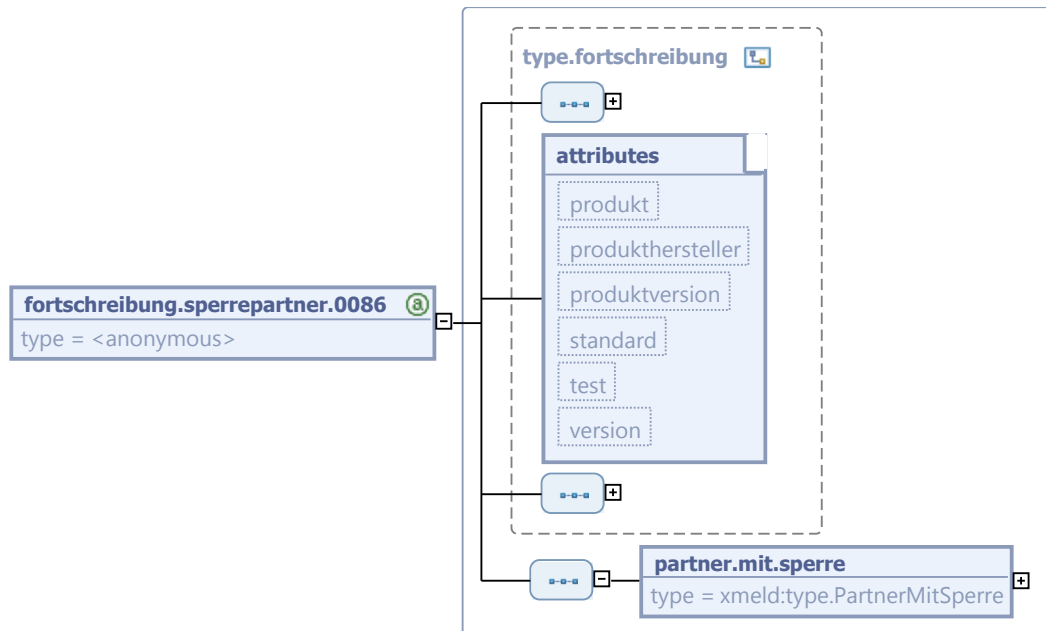 type.fortschreibung
attributes
produkt
produkthersteller
produktversion
standard
test
version
fortschreibung.sperrepartner.0086 a
type = <anonymous>
partner.mit.sperre
type = xmeld:type.PartnerMitSperre